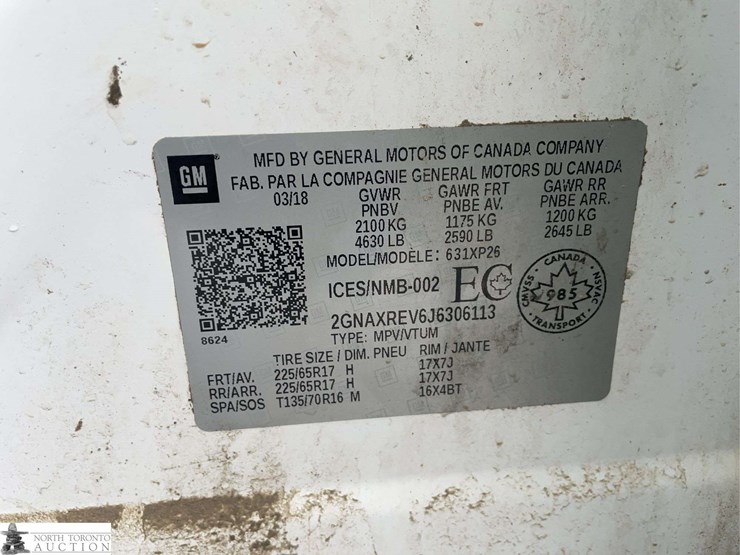 GM
MFD BY GENERAL MOTORS OF CANADA COMPANY
FAB. PAR LA COMPAGNIE GENERAL MOTORS DU CANADA
03/18 GVWR GAWR FRT GAWR RR
PNBV PNBE AV. PNBE ARR.
2100 KG 1175 KG 1200 KG
4630 LB 2590 LB 2645 LB
MODEL/MODÈLE: 631XP26
ICES/NMB-002 EC
CANADA
CMVSS 985 NSVAC
TRANSPORT
2GNAXREV6J6306113
8624 TYPE: MPV/VTUM
TIRE SIZE / DIM. PNEU RIM / JANTE
FRT/AV. 225/65R17 H 17X7J
RR/ARR. 225/65R17 H 17X7J
SPA/SOS T135/70R16 M 16X4BT
NORTH TORONTO
AUCTION